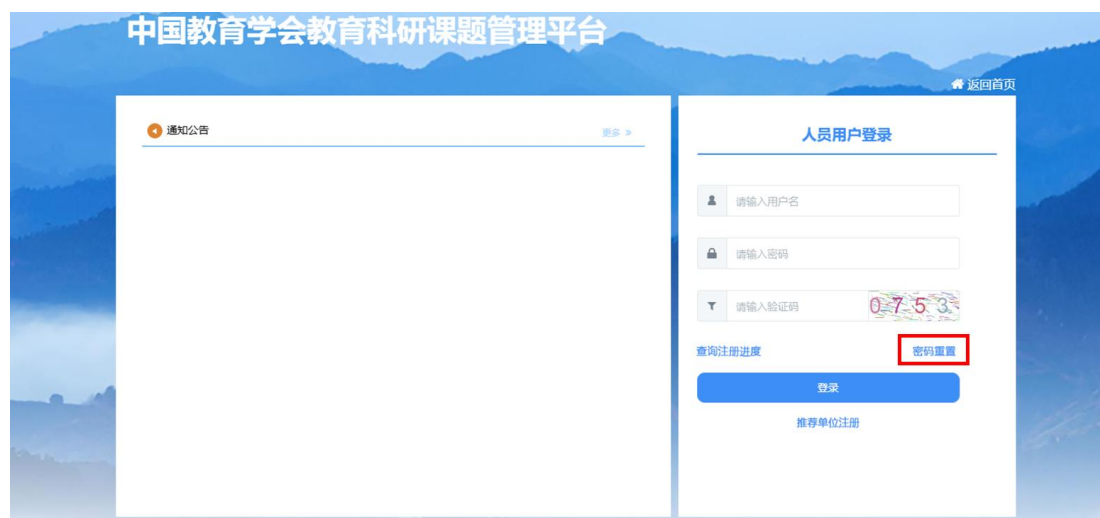 中国教育学会教育科研课题管理平台
返回首页
通知公告
更多 »
人员用户登录
请输入用户名
请输入密码
请输入验证码
0753
查询注册进度
密码重置
登录
推荐单位注册